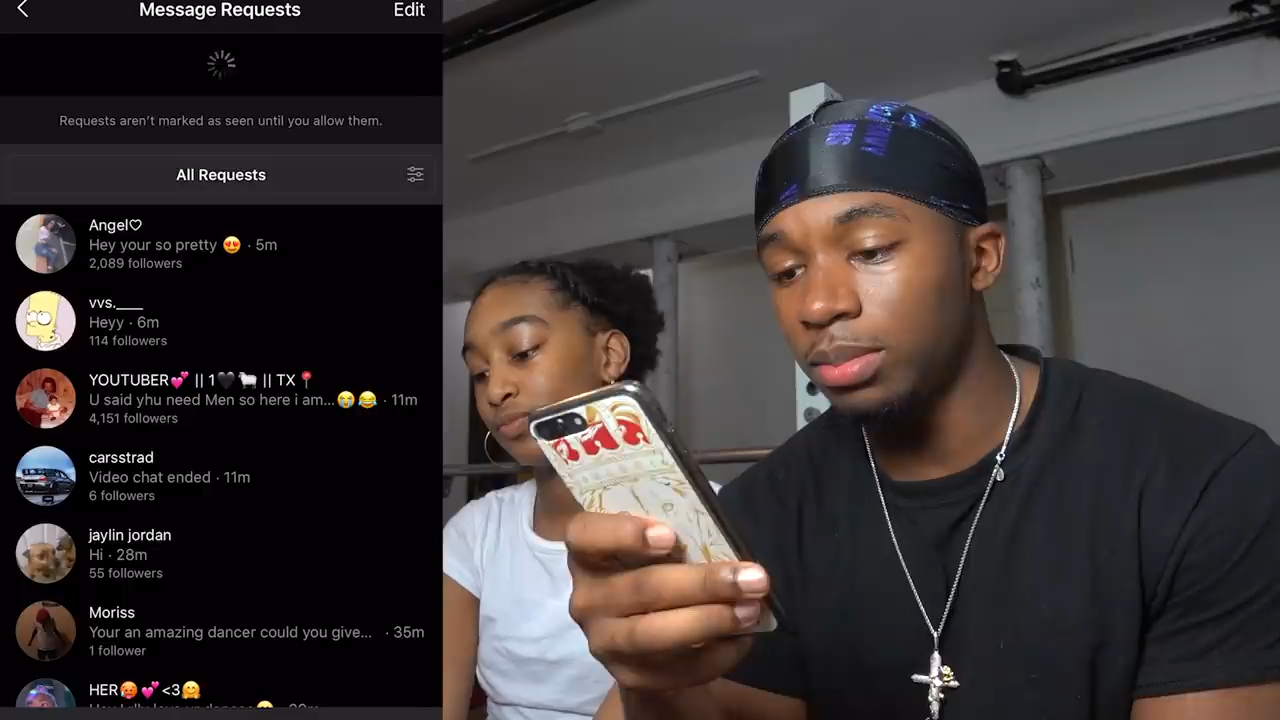 Message Requests
Edit
Requests aren't marked as seen until you allow them.
All Requests
Angel♡
Hey your so pretty 😍 · 5m
2,089 followers
vvs.____
Heyy · 6m
114 followers
YOUTUBER💕 || 1🖤🐑 || TX📍
U said yhu need Men so here i am...😭😂 · 11m
4,151 followers
carsstrad
Video chat ended · 11m
6 followers
jaylin jordan
Hi · 28m
55 followers
Moriss
Your an amazing dancer could you give... · 35m
1 follower
HER🥵💕<3🤗